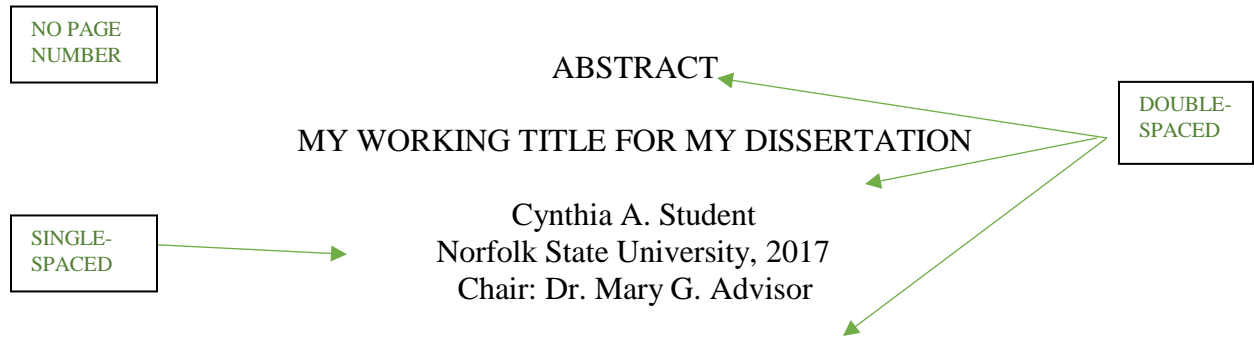 NO PAGE
NUMBER
ABSTRACT
DOUBLE-
SPACED
MY WORKING TITLE FOR MY DISSERTATION
SINGLE-
SPACED
Cynthia A. Student
Norfolk State University, 2017
Chair: Dr. Mary G. Advisor